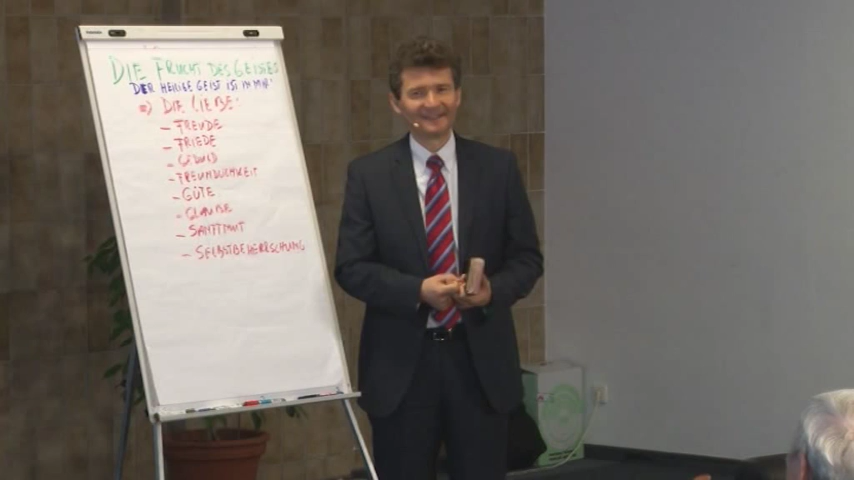 DIE FRUCHT DES GEISTES
DER HEILIGE GEIST IST IN MIR
=> DIE LIEBE:
- FREUDE
- FRIEDE
- GEDULD
- FREUNDLICHKEIT
- GÜTE
- GLAUBE
- SANFTMUT
- SELBSTBEHERRSCHUNG